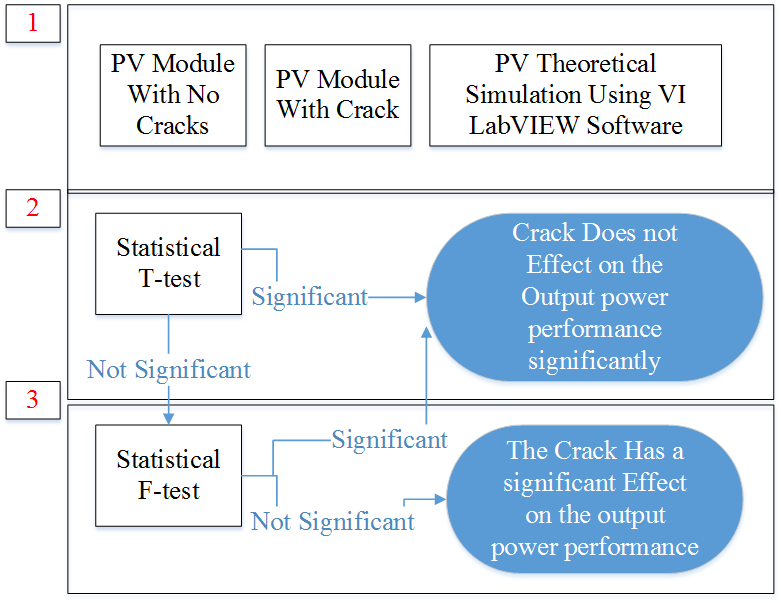 1
PV Module
With No
Cracks
PV Module
With Crack
PV Theoretical
Simulation Using VI
LabVIEW Software
2
Statistical
T-test
Significant
Crack Does not
Effect on the
Output power
performance
significantly
Not Significant
3
Statistical
F-test
Significant
Not Significant
The Crack Has a
significant Effect
on the output
power performance